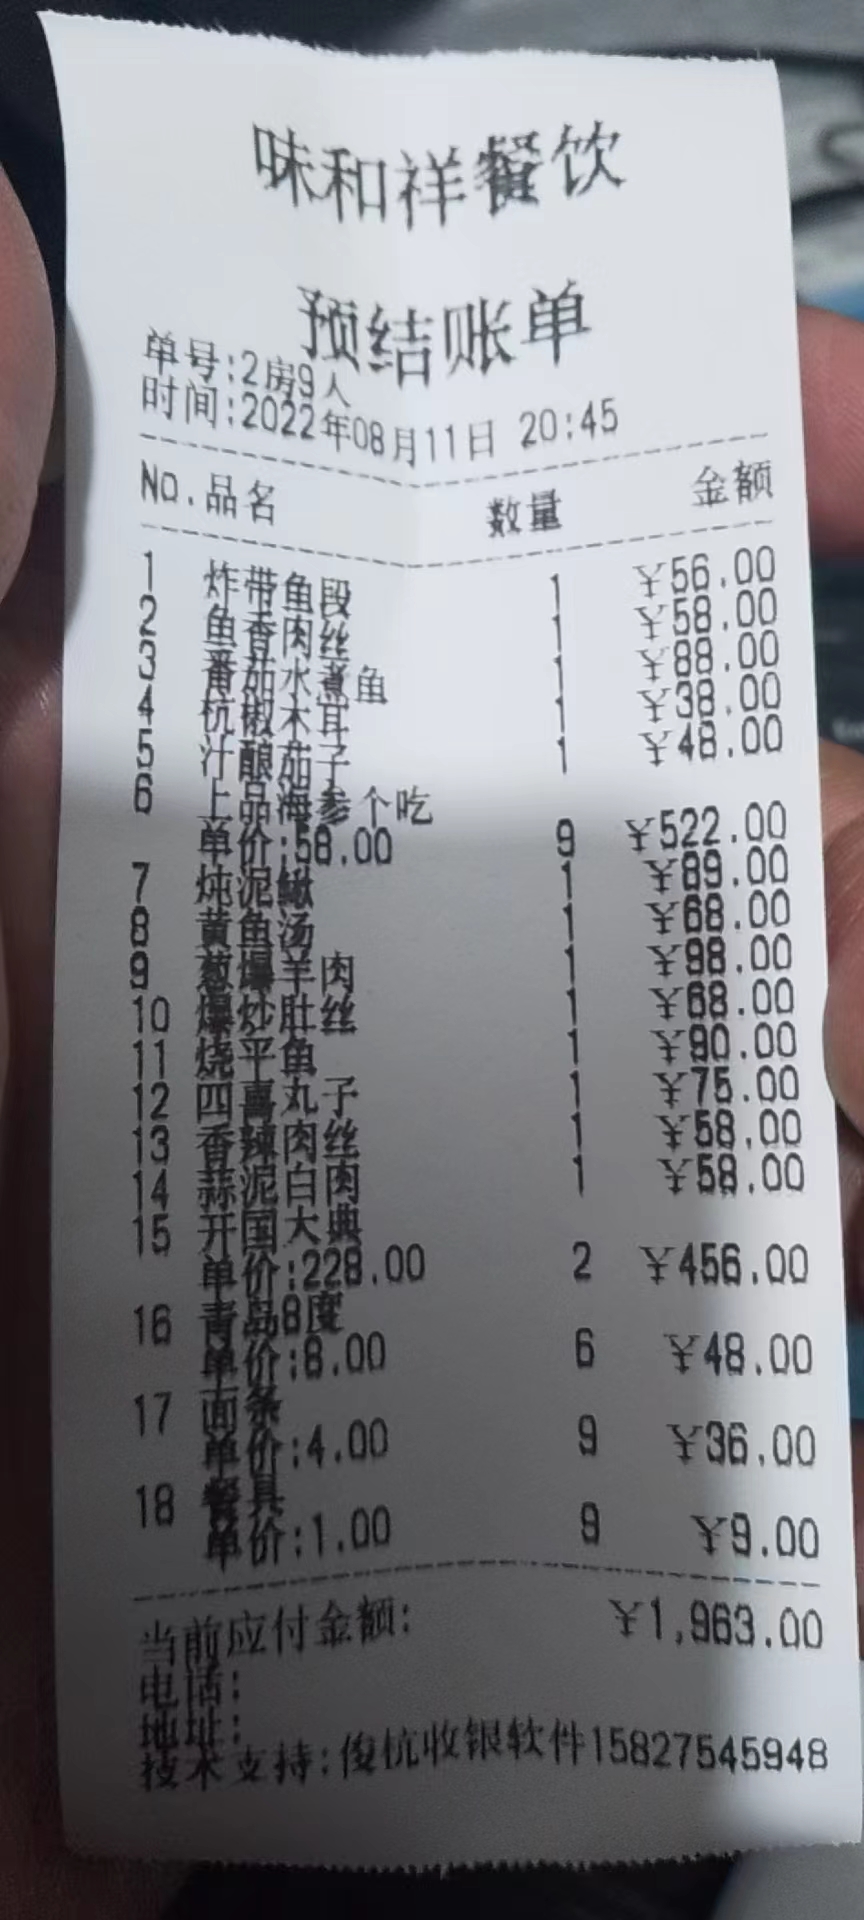 味和祥餐饮
预结账单
单号:2房9人
时间:2022年08月11日 20:45
No.品名 数量 金额
1 炸带鱼段 1 ¥56.00
2 鱼香肉丝 1 ¥58.00
3 番茄水煮鱼 1 ¥88.00
4 杭椒木耳 1 ¥38.00
5 汁酿茄子 1 ¥48.00
6 上品海参个吃
单价:58.00 9 ¥522.00
7 炖泥鳅 1 ¥89.00
8 黄鱼汤 1 ¥68.00
9 葱爆羊肉 1 ¥98.00
10 爆炒肚丝 1 ¥68.00
11 烧平鱼 1 ¥90.00
12 四喜丸子 1 ¥75.00
13 香辣肉丝 1 ¥58.00
14 蒜泥白肉 1 ¥58.00
15 开国大典
单价:228.00 2 ¥456.00
16 青岛8度
单价:8.00 6 ¥48.00
17 面条
单价:4.00 9 ¥36.00
18 餐具
单价:1.00 9 ¥9.00
当前应付金额: ¥1,963.00
电话:
地址:
技术支持:俊杭收银软件15827545948